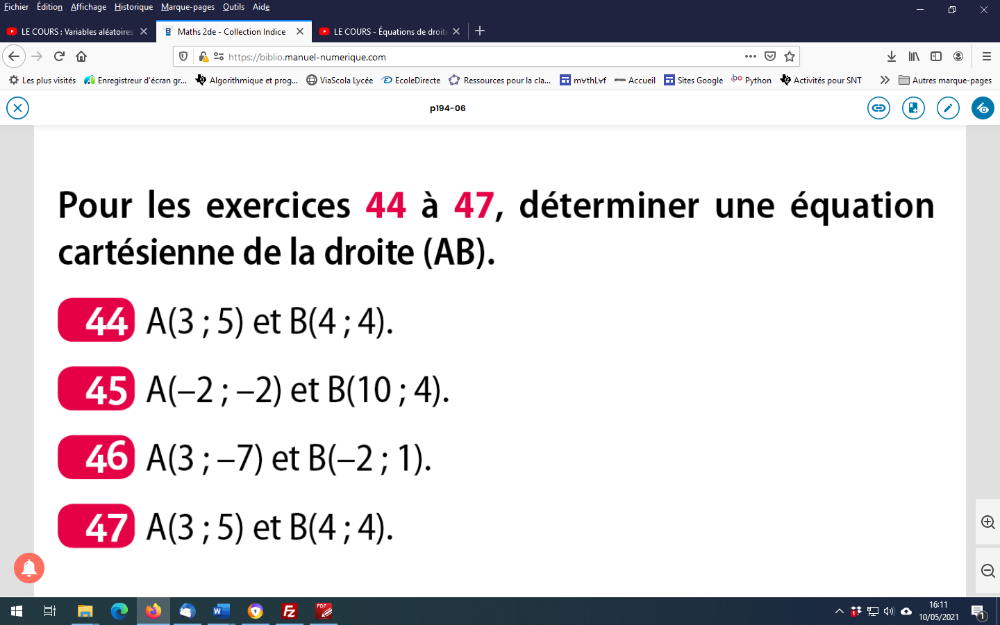 Fichier Édition Affichage Historique Marque-pages Outils Aide
LE COURS : Variables aléatoires
Maths 2de - Collection Indice
LE COURS - Équations de droite
https://biblio.manuel-numerique.com
Les plus visités Enregistreur d'écran gr... Algorithmique et prog... ViaScola Lycée EcoleDirecte Ressources pour la cla... m∀thL∀f Accueil Sites Google Python Activités pour SNT Autres marque-pages
p194-06
Pour les exercices 44 à 47, déterminer une équation
cartésienne de la droite (AB).
44 A(3 ; 5) et B(4 ; 4).
45 A(–2 ; –2) et B(10 ; 4).
46 A(3 ; –7) et B(–2 ; 1).
47 A(3 ; 5) et B(4 ; 4).
16:11
10/05/2021